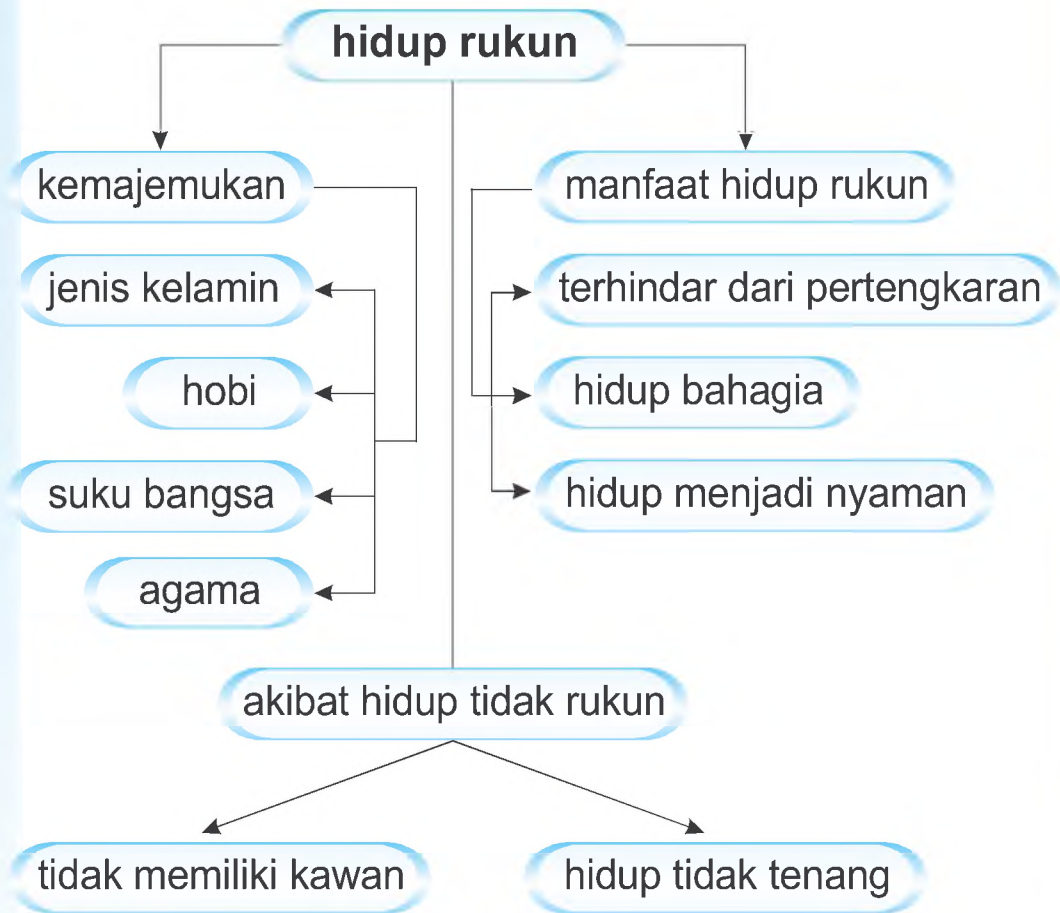 hidup rukun
kemajemukan
jenis kelamin
hobi
suku bangsa
agama
manfaat hidup rukun
terhindar dari pertengkaran
hidup bahagia
hidup menjadi nyaman
akibat hidup tidak rukun
tidak memiliki kawan
hidup tidak tenang